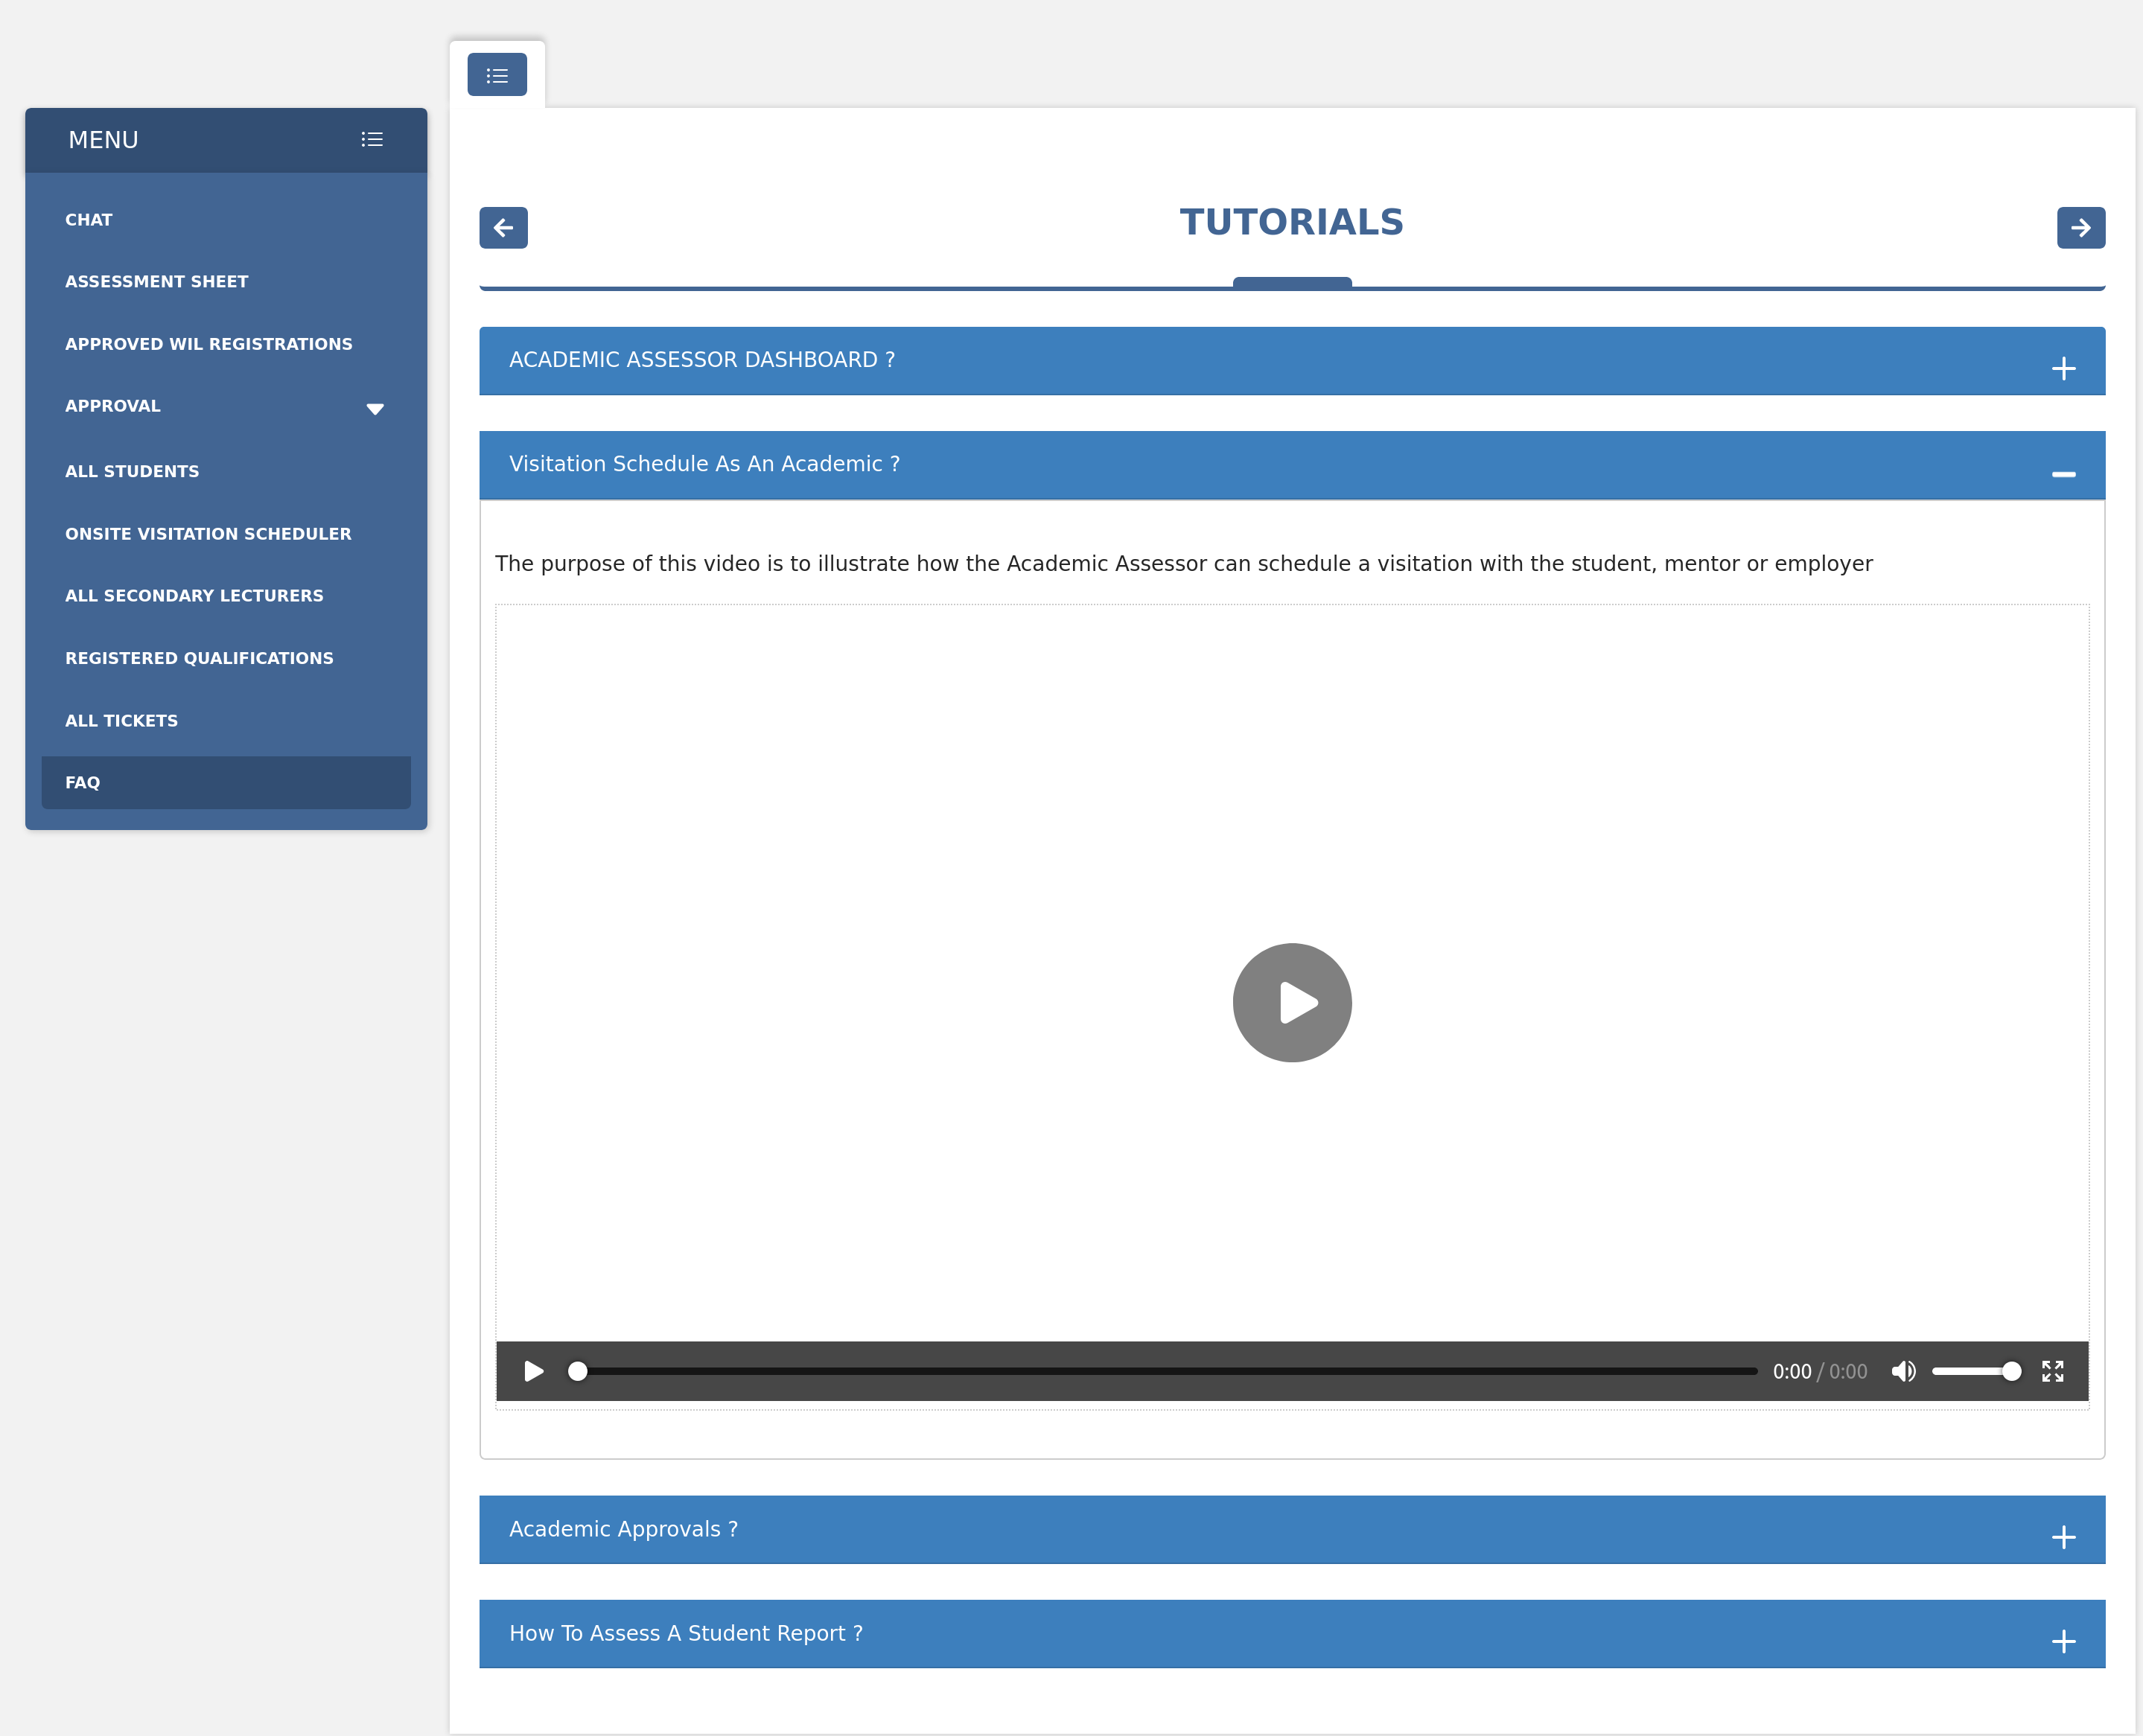 MENU
CHAT
ASSESSMENT SHEET
APPROVED WIL REGISTRATIONS
APPROVAL
ALL STUDENTS
ONSITE VISITATION SCHEDULER
ALL SECONDARY LECTURERS
REGISTERED QUALIFICATIONS
ALL TICKETS
FAQ
TUTORIALS
ACADEMIC ASSESSOR DASHBOARD ?
Visitation Schedule As An Academic ?
The purpose of this video is to illustrate how the Academic Assessor can schedule a visitation with the student, mentor or employer
0:00 / 0:00
Academic Approvals ?
How To Assess A Student Report ?